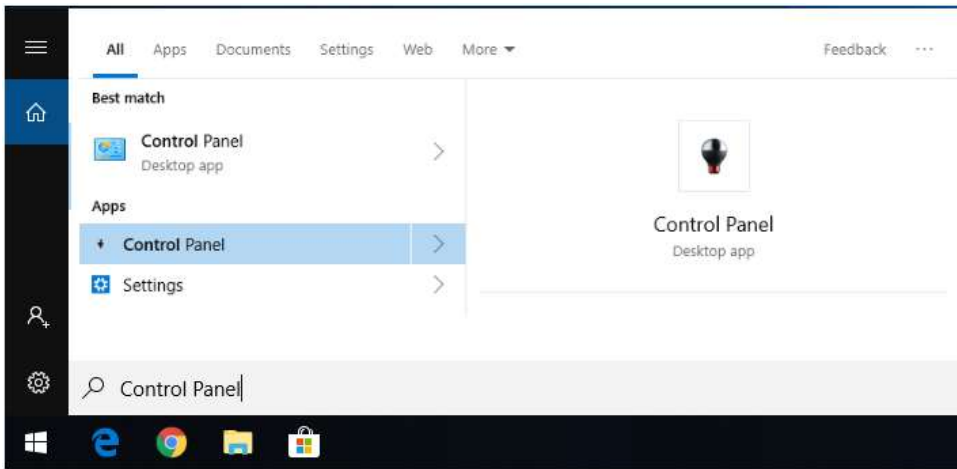 All Apps Documents Settings Web More Feedback ...
Best match
Control Panel
Desktop app
Apps
Control Panel
Settings
Control Panel
Desktop app
Control Panel